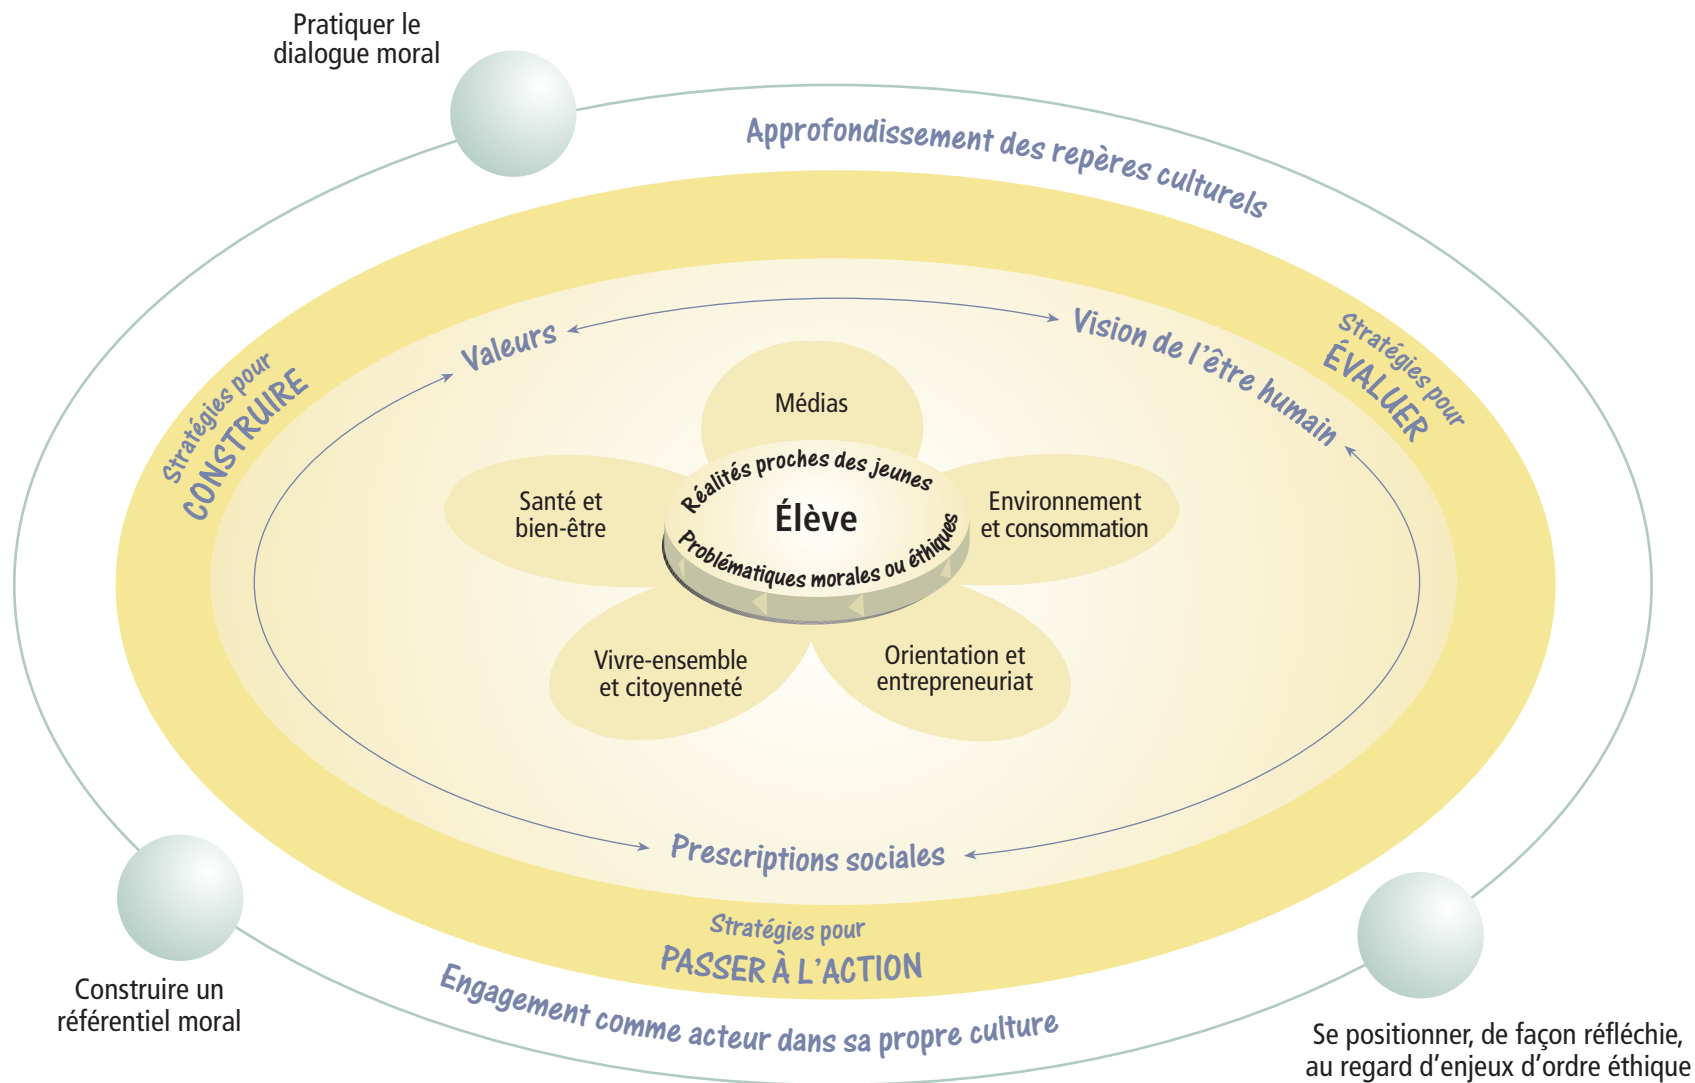 Pratiquer le
dialogue moral
Approfondissement des repères culturels
Stratégies pour
CONSTRUIRE
Valeurs
Vision de l'être humain
Stratégies pour
ÉVALUER
Médias
Santé et
bien-être
Réalités proches des jeunes
Élève
Problématiques morales ou éthiques
Environnement
et consommation
Vivre-ensemble
et citoyenneté
Orientation et
entrepreneuriat
Prescriptions sociales
Stratégies pour
PASSER À L'ACTION
Engagement comme acteur dans sa propre culture
Construire un
référentiel moral
Se positionner, de façon réfléchie,
au regard d'enjeux d'ordre éthique